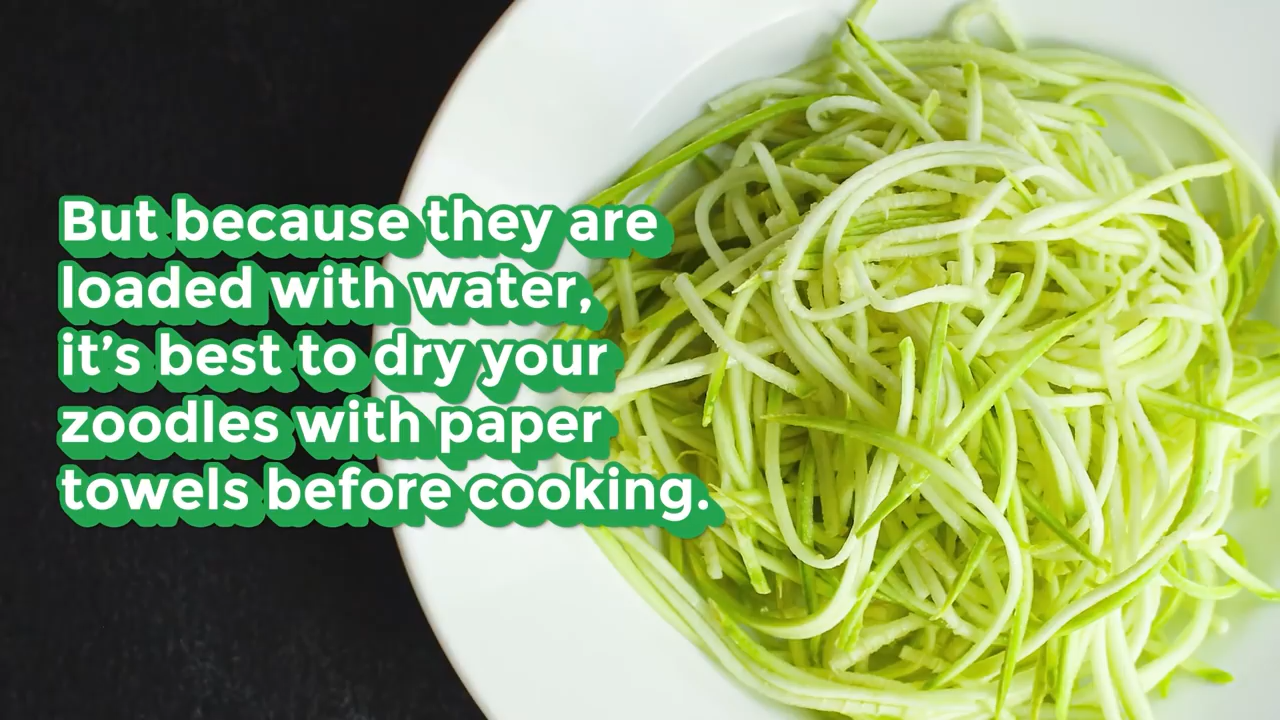 But because they are
loaded with water,
it’s best to dry your
zoodles with paper
towels before cooking.